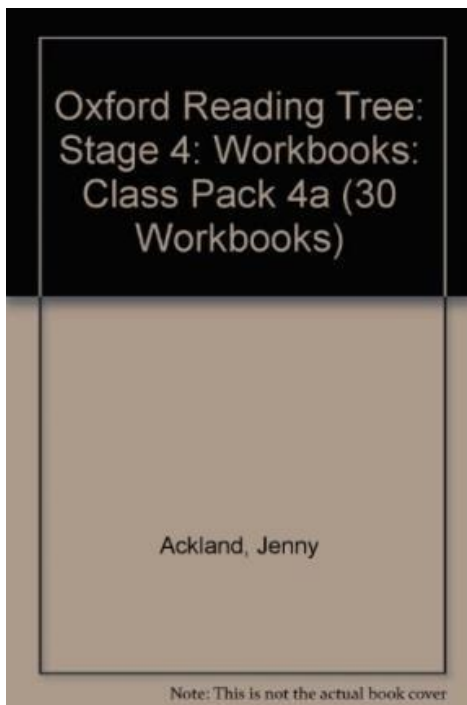 Oxford Reading Tree:
Stage 4: Workbooks:
Class Pack 4a (30
Workbooks)
Ackland, Jenny
Note: This is not the actual book cover